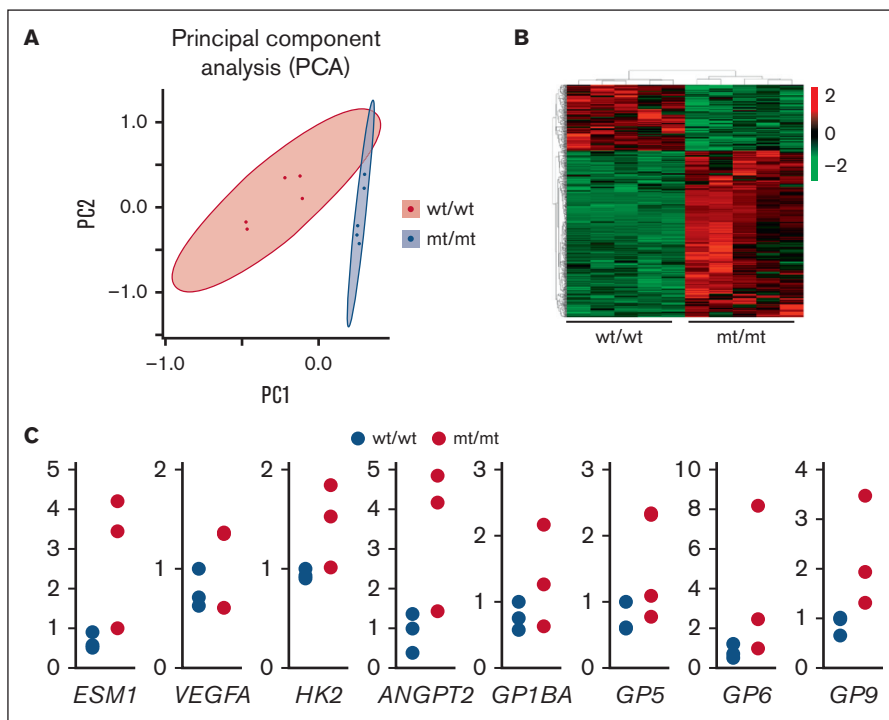 A
Principal component
analysis (PCA)
1.0
0.0
−1.0
−1.0 0.0
PC2
PC1
wt/wt
mt/mt
B
2
0
−2
wt/wt mt/mt
C
wt/wt mt/mt
5
4
3
2
1
0
ESM1
2
1
0
VEGFA
2
1
0
HK2
5
4
3
2
1
0
ANGPT2
3
2
1
0
GP1BA
3
2
1
0
GP5
10
8
6
4
2
0
GP6
4
3
2
1
0
GP9